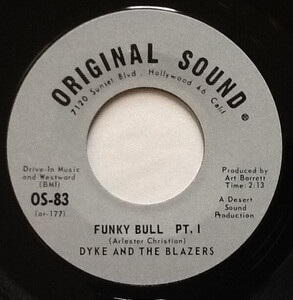 ORIGINAL SOUND®
7120 Sunset Blvd., Hollywood 46, Calif.
Drive-In Music
and Westward
(BMI)
OS-83
(or-177)
Produced by
Art Barrett
Time: 2:13
A Desert
Sound
Production
FUNKY BULL PT. I
(Arlester Christian)
DYKE AND THE BLAZERS